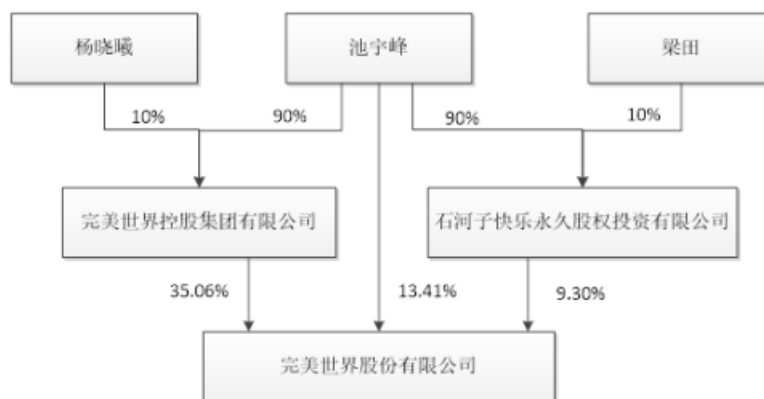 杨晓曦
池宇峰
梁田
10%
90%
90%
10%
完美世界控股集团有限公司
石河子快乐永久股权投资有限公司
35.06%
13.41%
9.30%
完美世界股份有限公司